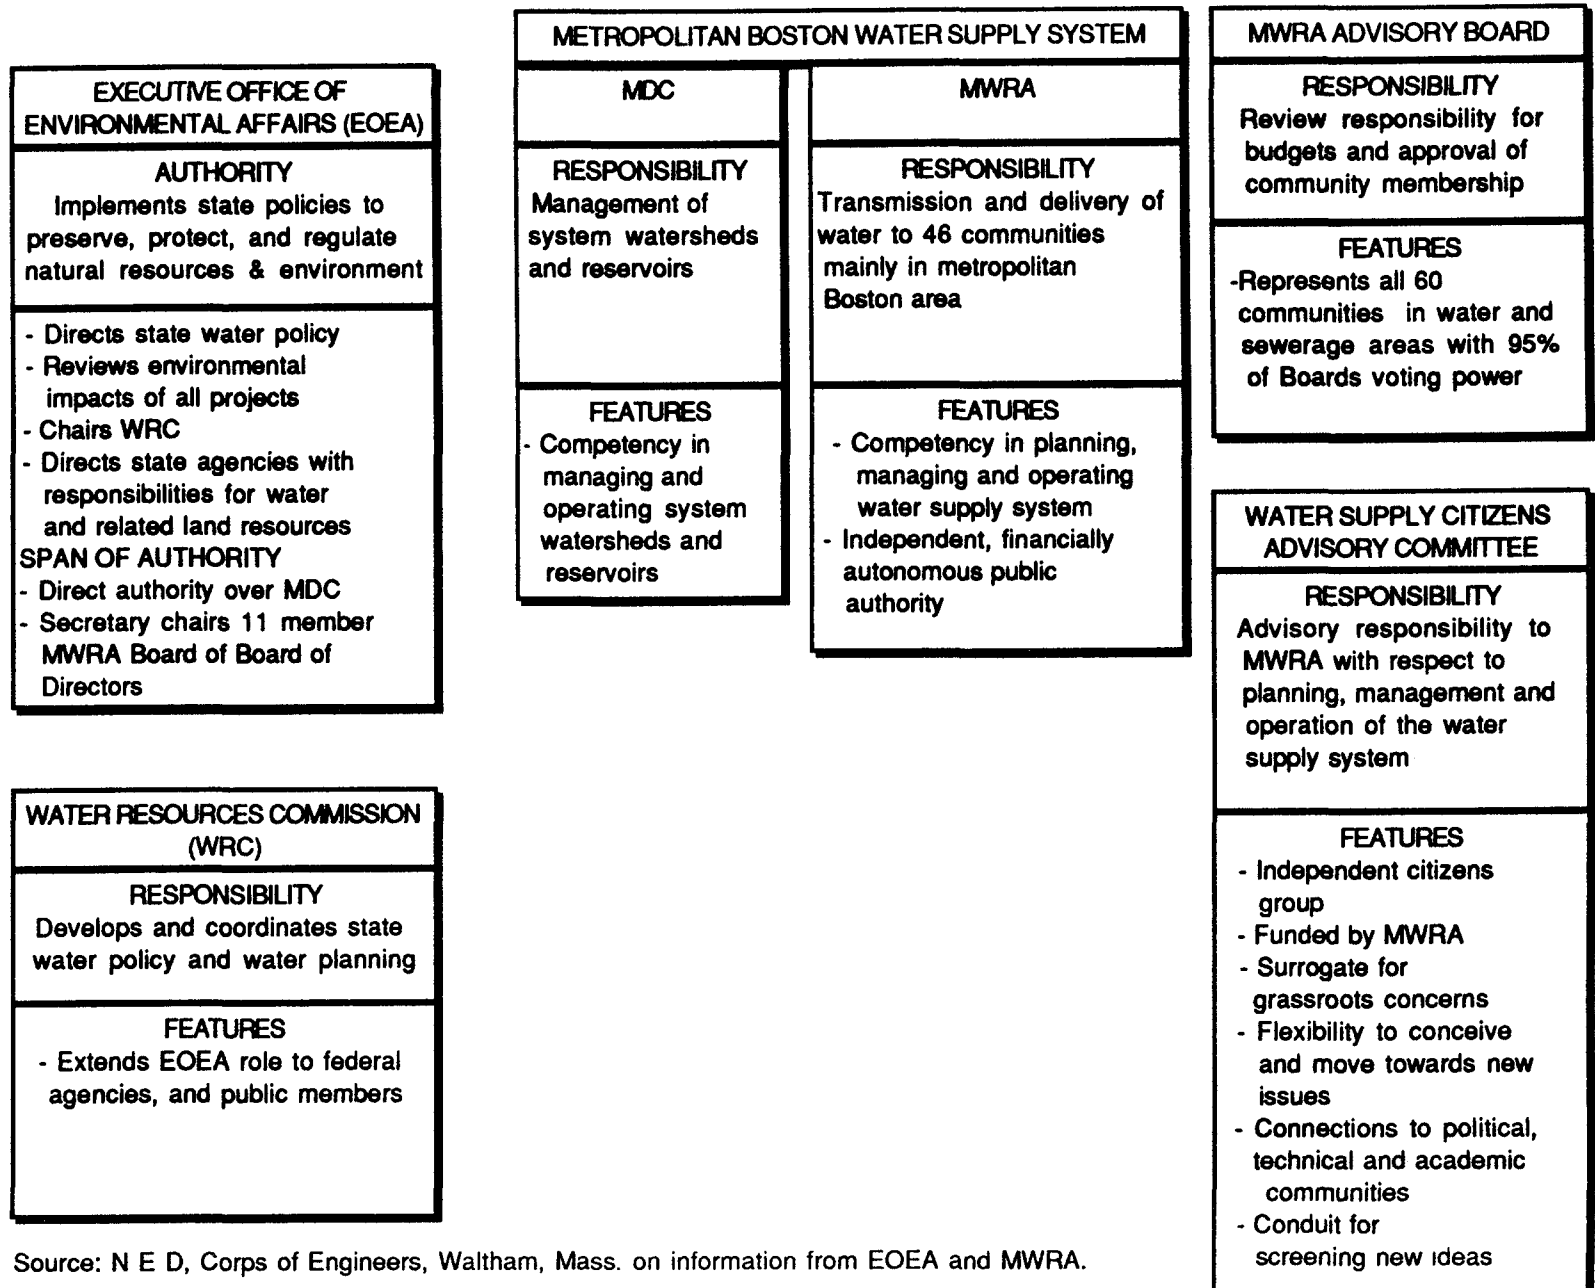 EXECUTIVE OFFICE OF
ENVIRONMENTAL AFFAIRS (EOEA)
AUTHORITY
Implements state policies to
preserve, protect, and regulate
natural resources & environment
- Directs state water policy
- Reviews environmental
impacts of all projects
- Chairs WRC
- Directs state agencies with
responsibilities for water
and related land resources
SPAN OF AUTHORITY
- Direct authority over MDC
- Secretary chairs 11 member
MWRA Board of Board of
Directors
WATER RESOURCES COMMISSION
(WRC)
RESPONSIBILITY
Develops and coordinates state
water policy and water planning
FEATURES
- Extends EOEA role to federal
agencies, and public members
METROPOLITAN BOSTON WATER SUPPLY SYSTEM
MDC
RESPONSIBILITY
Management of
system watersheds
and reservoirs
FEATURES
- Competency in
managing and
operating system
watersheds and
reservoirs
MWRA
RESPONSIBILITY
Transmission and delivery of
water to 46 communities
mainly in metropolitan
Boston area
FEATURES
- Competency in planning,
managing and operating
water supply system
- Independent, financially
autonomous public
authority
MWRA ADVISORY BOARD
RESPONSIBILITY
Review responsibility for
budgets and approval of
community membership
FEATURES
-Represents all 60
communities in water and
sewerage areas with 95%
of Boards voting power
WATER SUPPLY CITIZENS
ADVISORY COMMITTEE
RESPONSIBILITY
Advisory responsibility to
MWRA with respect to
planning, management and
operation of the water
supply system
FEATURES
- Independent citizens
group
- Funded by MWRA
- Surrogate for
grassroots concerns
- Flexibility to conceive
and move towards new
issues
- Connections to political,
technical and academic
communities
- Conduit for
screening new ideas
Source: N E D, Corps of Engineers, Waltham, Mass. on information from EOEA and MWRA.